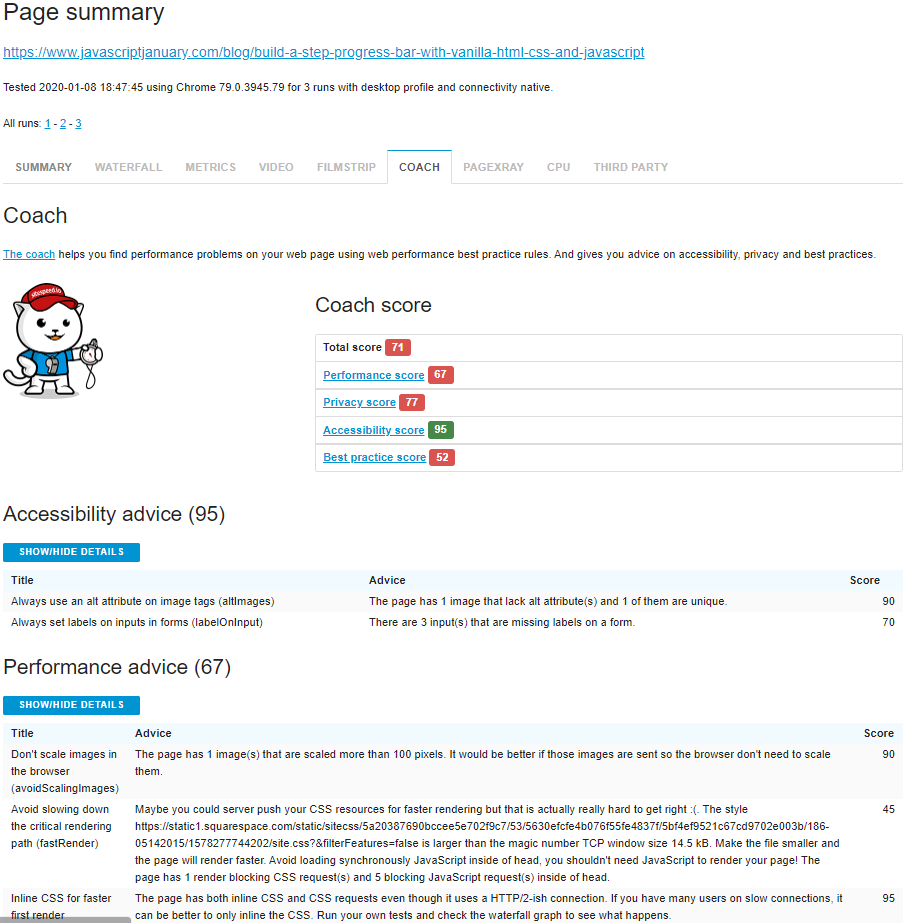 Page summary
https://www.javascriptjanuary.com/blog/build-a-step-progress-bar-with-vanilla-html-css-and-javascript
Tested 2020-01-08 18:47:45 using Chrome 79.0.3945.79 for 3 runs with desktop profile and connectivity native.
All runs: 1 - 2 - 3
SUMMARY WATERFALL METRICS VIDEO FILMSTRIP COACH PAGEXRAY CPU THIRD PARTY
Coach
The coach helps you find performance problems on your web page using web performance best practice rules. And gives you advice on accessibility, privacy and best practices.
sitespeed.io
Coach score
Total score 71
Performance score 67
Privacy score 77
Accessibility score 95
Best practice score 52
Accessibility advice (95)
SHOW/HIDE DETAILS
Title Advice Score
Always use an alt attribute on image tags (altImages) The page has 1 image that lack alt attribute(s) and 1 of them are unique. 90
Always set labels on inputs in forms (labelOnInput) There are 3 input(s) that are missing labels on a form. 70
Performance advice (67)
SHOW/HIDE DETAILS
Title Advice Score
Don't scale images in The page has 1 image(s) that are scaled more than 100 pixels. It would be better if those images are sent so the browser don't need to scale 90
the browser them.
(avoidScalingImages)
Avoid slowing down Maybe you could server push your CSS resources for faster rendering but that is actually really hard to get right :(. The style 45
the critical rendering https://static1.squarespace.com/static/sitecss/5a20387690bccee5e702f9c7/53/5630efcfe4b076f55fe4837f/5bf4ef9521c67cd9702e003b/186-
path (fastRender) 05142015/1578277744202/site.css?&filterFeatures=false is larger than the magic number TCP window size 14.5 kB. Make the file smaller and
the page will render faster. Avoid loading synchronously JavaScript inside of head, you shouldn't need JavaScript to render your page! The
page has 1 render blocking CSS request(s) and 5 blocking JavaScript request(s) inside of head.
Inline CSS for faster The page has both inline CSS and CSS requests even though it uses a HTTP/2-ish connection. If you have many users on slow connections, it 95
first render can be better to only inline the CSS. Run your own tests and check the waterfall graph to see what happens.